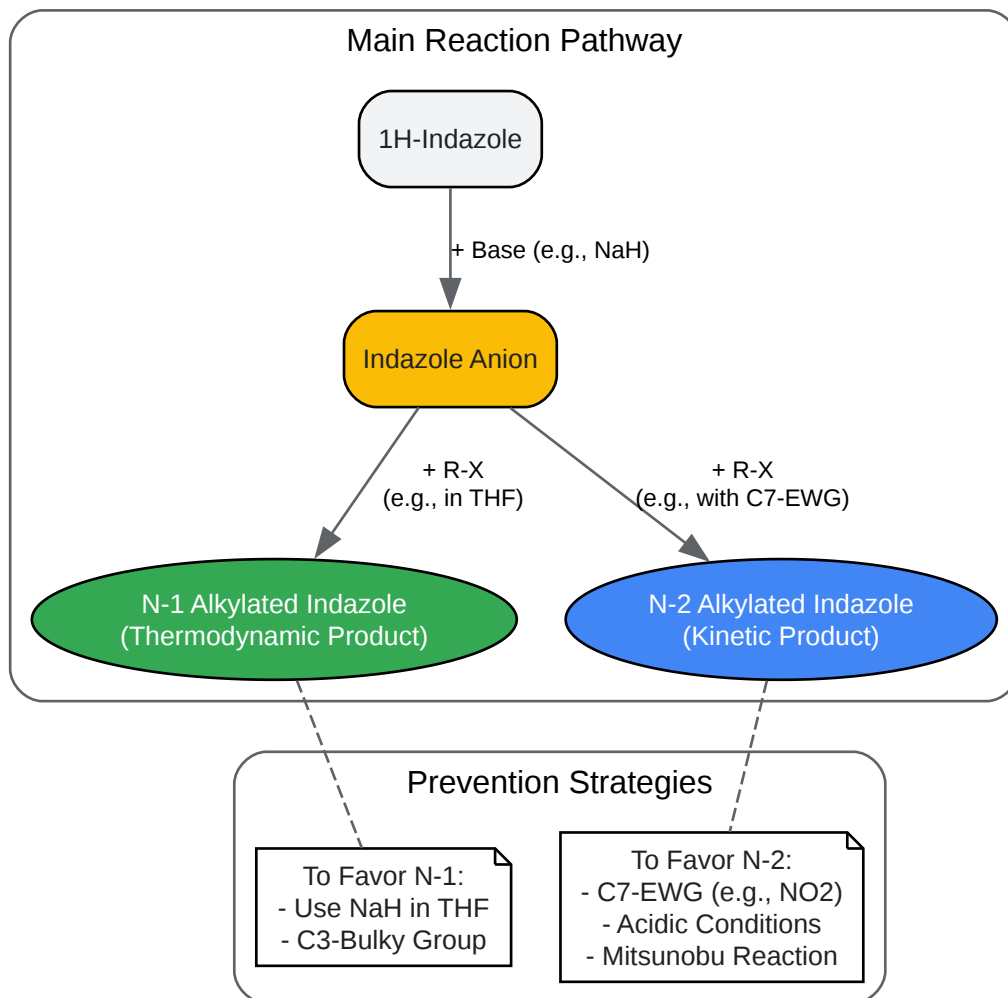 Main Reaction Pathway
1H-Indazole
+ Base (e.g., NaH)
Indazole Anion
+ R-X
(e.g., in THF)
+ R-X
(e.g., with C7-EWG)
N-1 Alkylated Indazole
(Thermodynamic Product)
N-2 Alkylated Indazole
(Kinetic Product)
Prevention Strategies
To Favor N-1:
- Use NaH in THF
- C3-Bulky Group
To Favor N-2:
- C7-EWG (e.g., NO2)
- Acidic Conditions
- Mitsunobu Reaction